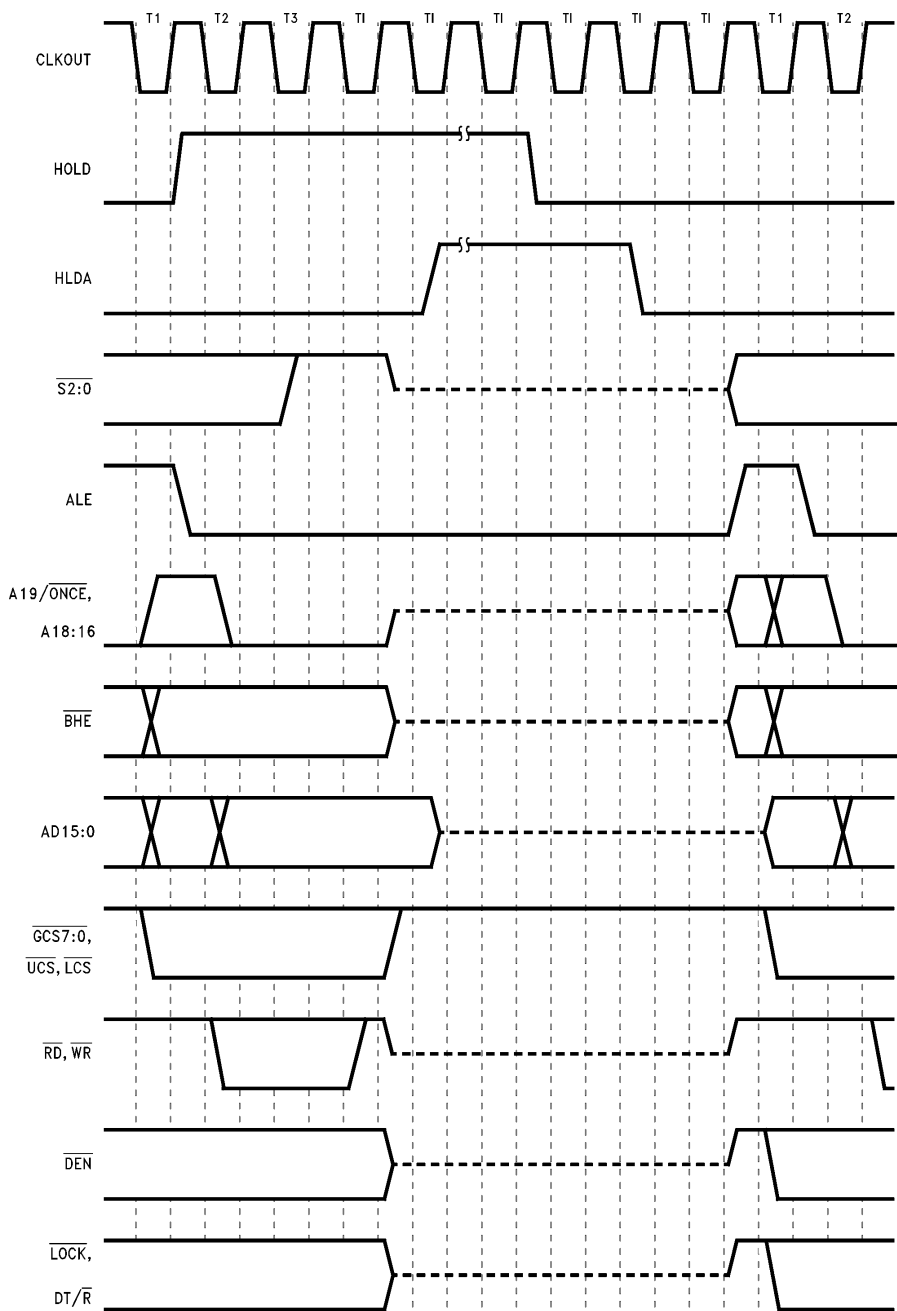 T1 T2 T3 TI TI TI TI TI TI T1 T2
CLKOUT
HOLD
HLDA
S2:0
ALE
A19/ONCE,
A18:16
BHE
AD15:0
GCS7:0,
UCS, LCS
RD, WR
DEN
LOCK,
DT/R